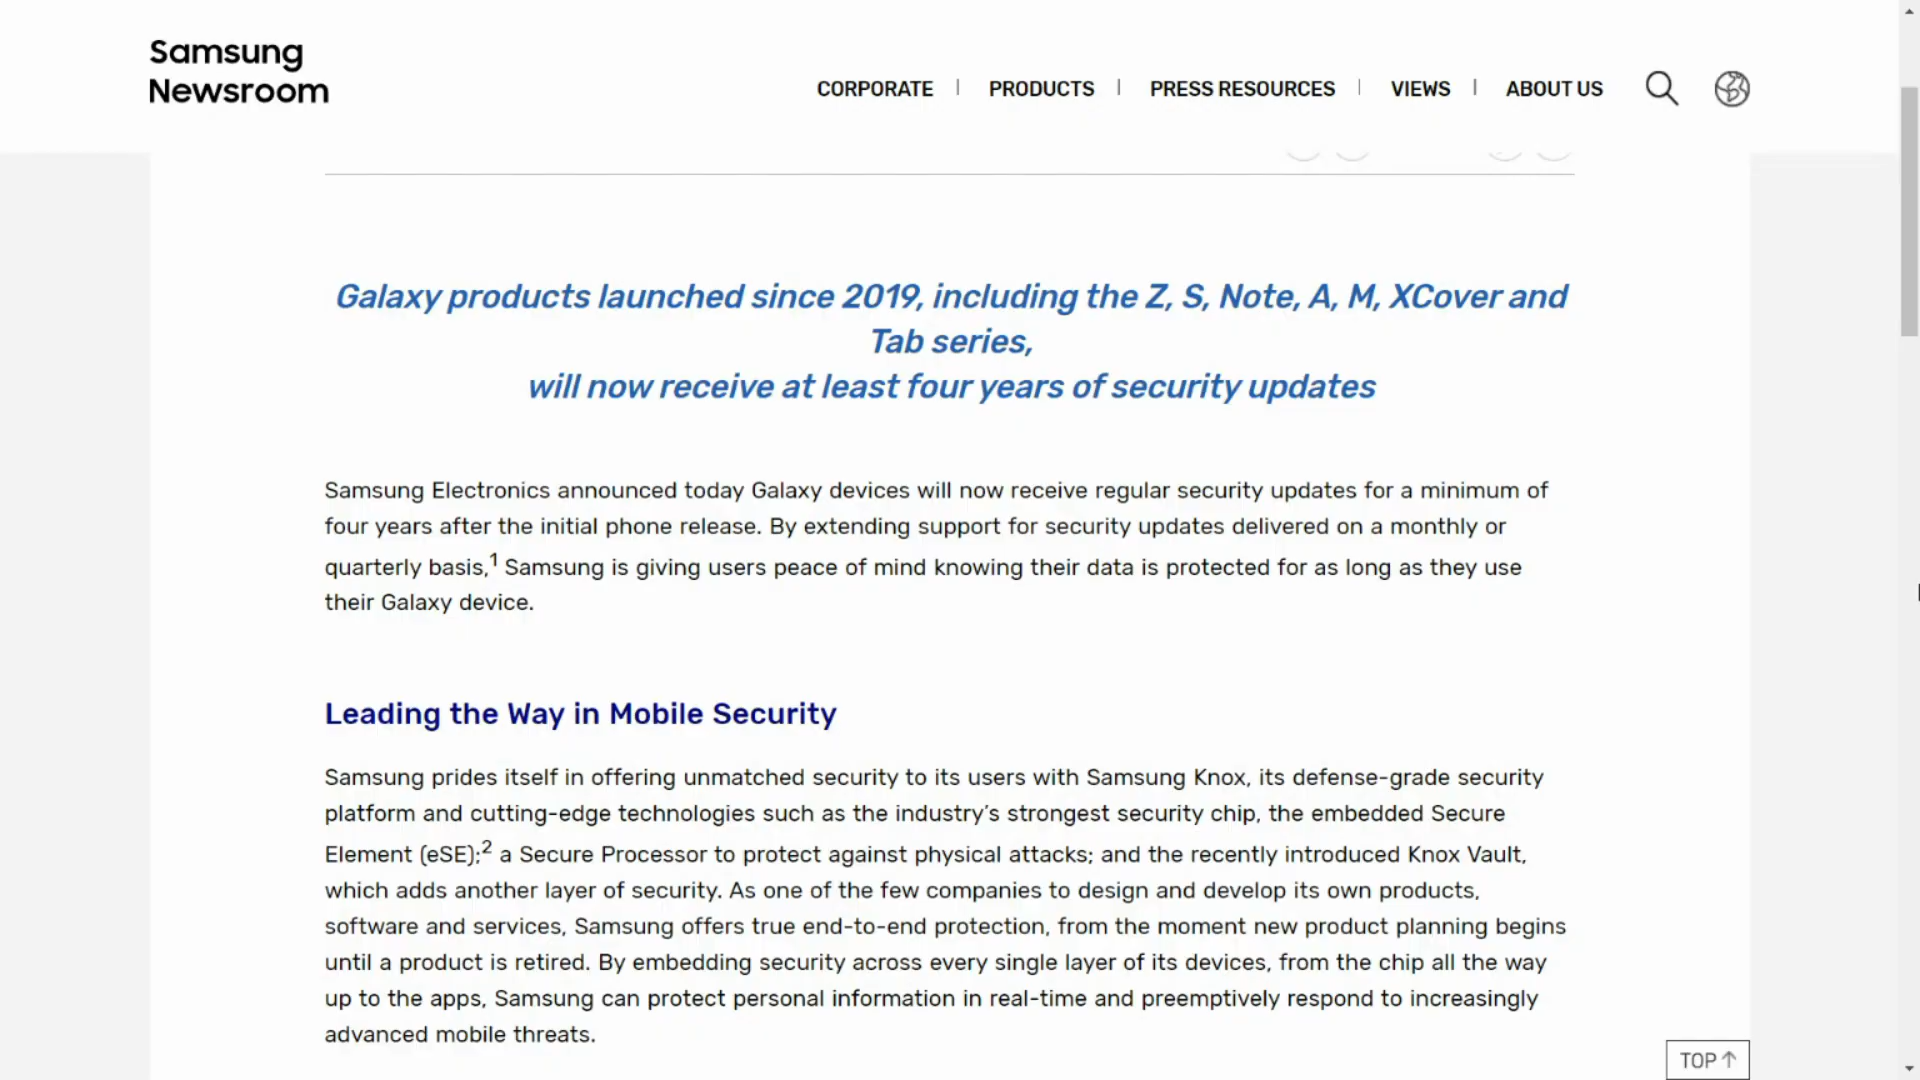 Samsung
Newsroom
CORPORATE | PRODUCTS | PRESS RESOURCES | VIEWS | ABOUT US
Galaxy products launched since 2019, including the Z, S, Note, A, M, XCover and
Tab series,
will now receive at least four years of security updates
Samsung Electronics announced today Galaxy devices will now receive regular security updates for a minimum of
four years after the initial phone release. By extending support for security updates delivered on a monthly or
quarterly basis,1 Samsung is giving users peace of mind knowing their data is protected for as long as they use
their Galaxy device.
Leading the Way in Mobile Security
Samsung prides itself in offering unmatched security to its users with Samsung Knox, its defense-grade security
platform and cutting-edge technologies such as the industry’s strongest security chip, the embedded Secure
Element (eSE);2 a Secure Processor to protect against physical attacks; and the recently introduced Knox Vault,
which adds another layer of security. As one of the few companies to design and develop its own products,
software and services, Samsung offers true end-to-end protection, from the moment new product planning begins
until a product is retired. By embedding security across every single layer of its devices, from the chip all the way
up to the apps, Samsung can protect personal information in real-time and preemptively respond to increasingly
advanced mobile threats.
TOP↑